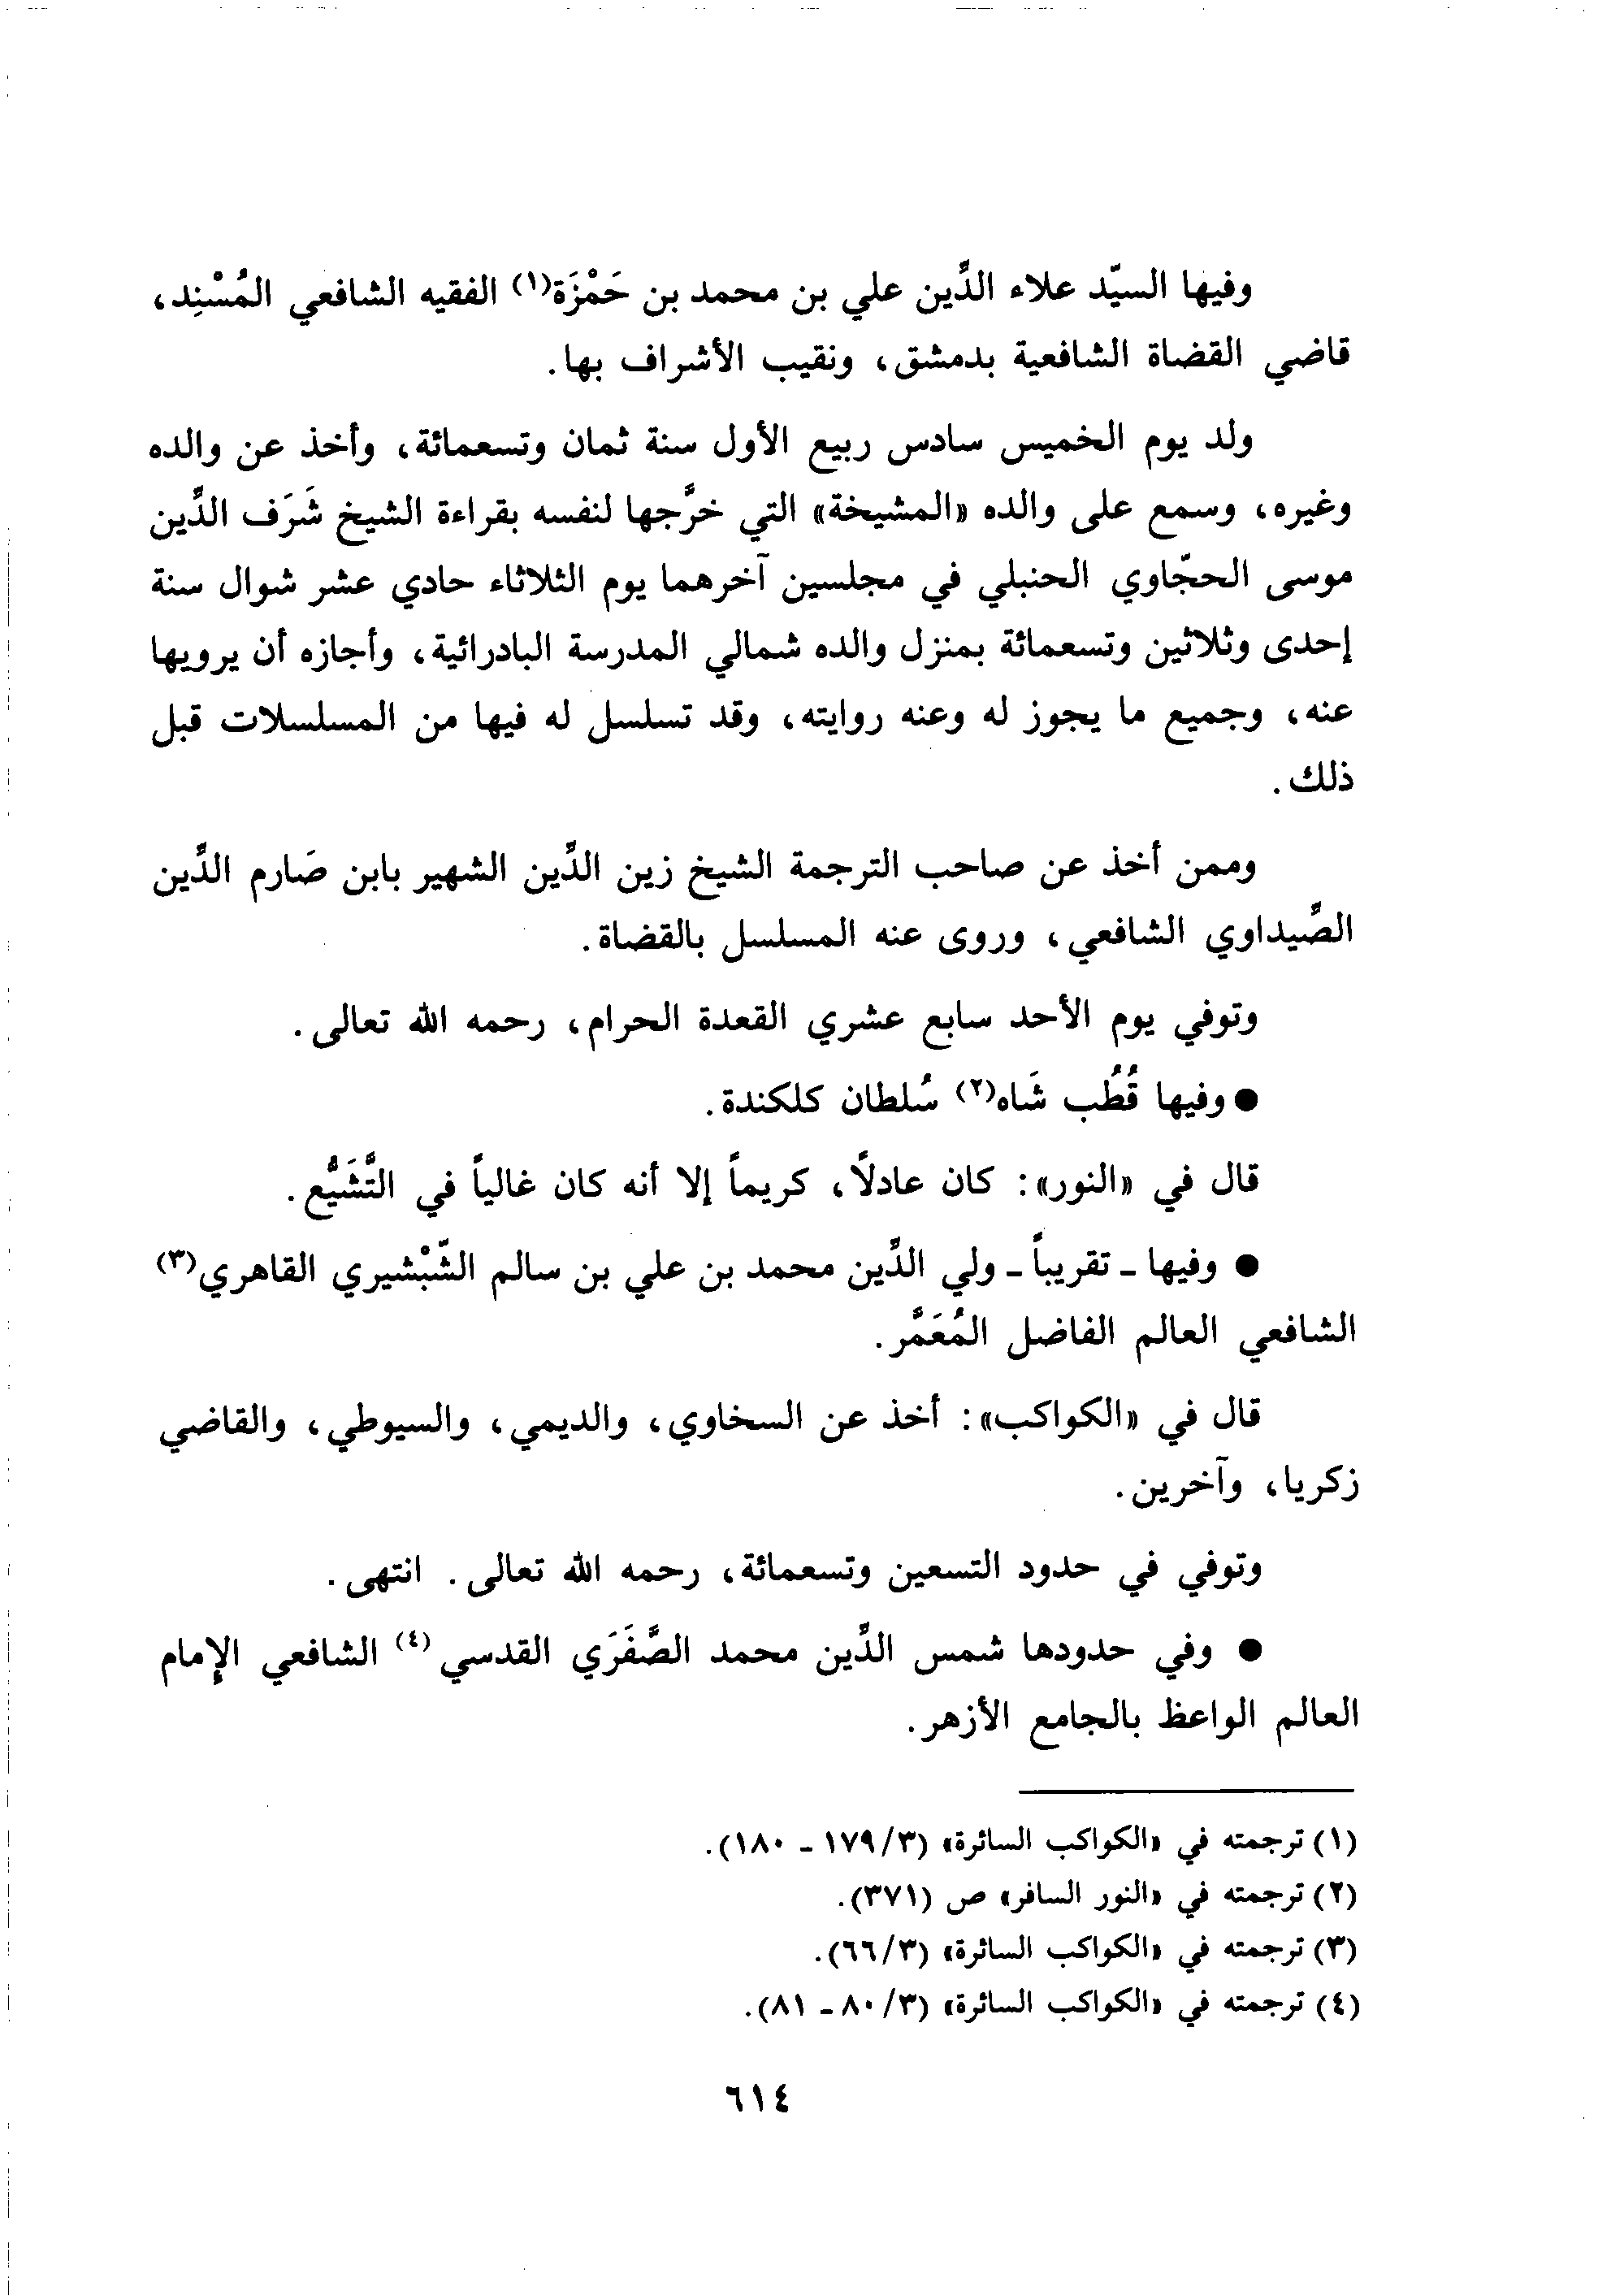 وفيها السيّد علاء الدِّين علي بن محمد بن حَمْزَة(١) الفقيه الشافعي المُسْنِد،
قاضي القضاة الشافعية بدمشق، ونقيب الأشراف بها.
ولد يوم الخميس سادس ربيع الأول سنة ثمان وتسعمائة، وأخذ عن والده
وغيره، وسمع على والده «المشيخة» التي خرَّجها لنفسه بقراءة الشيخ شَرَف الدِّين
موسى الحجّاوي الحنبلي في مجلسين آخرهما يوم الثلاثاء حادي عشر شوال سنة
إحدى وثلاثين وتسعمائة بمنزل والده شمالي المدرسة البادرائية، وأجازه أن يرويها
عنه، وجميع ما يجوز له وعنه روايته، وقد تسلسل له فيها من المسلسلات قبل
ذلك.
وممن أخذ عن صاحب الترجمة الشيخ زين الدِّين الشهير بابن صَارم الدِّين
الصَّيداوي الشافعي، وروى عنه المسلسل بالقضاة.
وتوفي يوم الأحد سابع عشري القعدة الحرام، رحمه الله تعالى.
● وفيها قُطُب شَاه(٢) سُلطان كلكندة.
قال في «النور»: كان عادلاً، كريماً إلا أنه كان غالياً في التَّشَيُّع.
● وفيها ـ تقريباً ـ ولي الدِّين محمد بن علي بن سالم الشّبْشيري القاهري(٣)
الشافعي العالم الفاضل المُعَمَّر.
قال في «الكواكب»: أخذ عن السخاوي، والديمي، والسيوطي، والقاضي
زكريا، وآخرين.
وتوفي في حدود التسعين وتسعمائة، رحمه الله تعالى. انتهى.
● وفي حدودها شمس الدِّين محمد الصَّفَرَي القدسي(٤) الشافعي الإمام
العالم الواعظ بالجامع الأزهر.
(١) ترجمته في «الكواكب السائرة» (٣/١٧٩ ـ ١٨٠).
(٢) ترجمته في «النور السافر» ص (٣٧١).
(٣) ترجمته في «الكواكب السائرة» (٣/٦٦).
(٤) ترجمته في «الكواكب السائرة» (٣/٨٠ ـ ٨١).
٦١٤